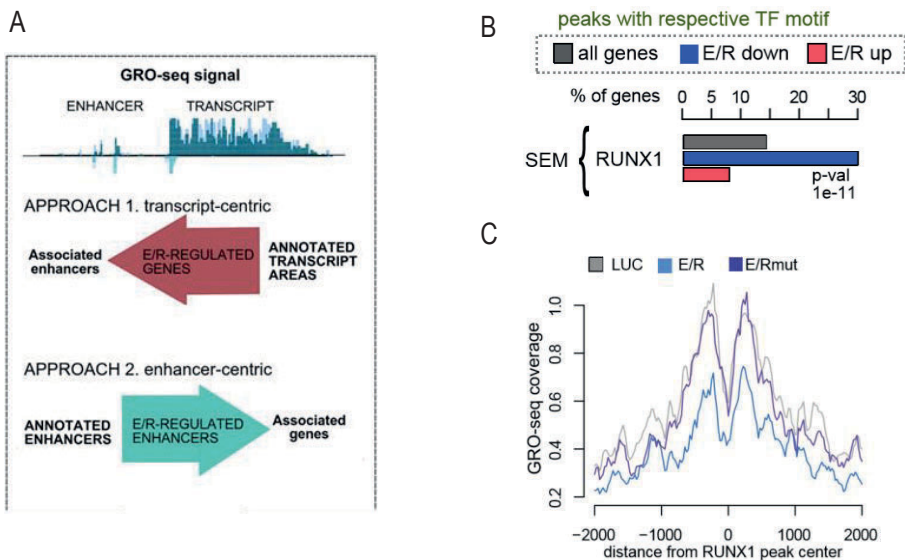 A
GRO-seq signal
ENHANCER TRANSCRIPT
APPROACH 1. transcript-centric
Associated
enhancers
E/R-REGULATED
GENES
ANNOTATED
TRANSCRIPT
AREAS
APPROACH 2. enhancer-centric
ANNOTATED
ENHANCERS
E/R-REGULATED
ENHANCERS
Associated
genes
B
peaks with respective TF motif
all genes E/R down E/R up
% of genes 0 5 10 20 30
SEM { RUNX1
p-val
1e-11
C
LUC E/R E/Rmut
GRO-seq coverage
1.0
0.8
0.6
0.4
0.2
−2000 −1000 0 1000 2000
distance from RUNX1 peak center